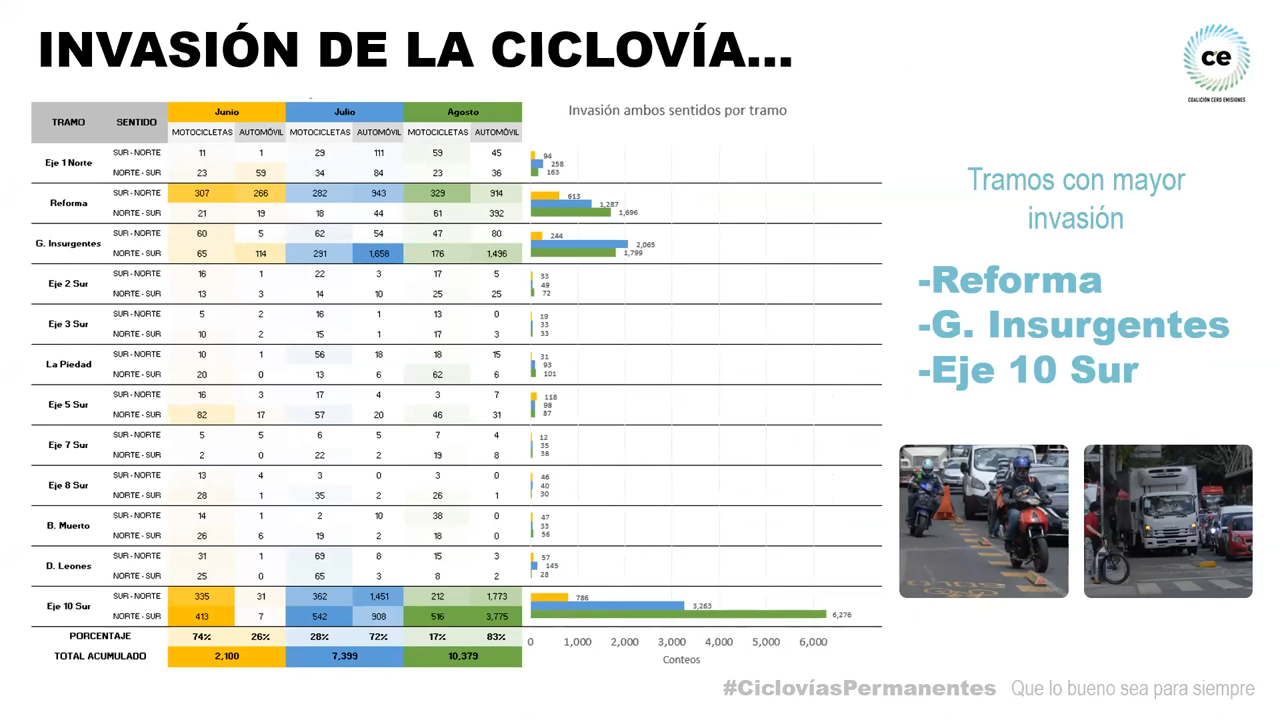 INVASIÓN DE LA CICLOVÍA...
ce
COALICIÓN CERO EMISIONES
TRAMO SENTIDO Junio Julio Agosto
MOTOCICLETAS AUTOMÓVIL MOTOCICLETAS AUTOMÓVIL MOTOCICLETAS AUTOMÓVIL
Eje 1 Norte
SUR - NORTE 11 1 29 111 59 45
NORTE - SUR 23 59 34 84 23 36
Reforma
SUR - NORTE 307 266 282 943 329 914
NORTE - SUR 21 19 18 44 61 392
G. Insurgentes
SUR - NORTE 60 5 62 54 47 80
NORTE - SUR 65 114 291 1,658 176 1,496
Eje 2 Sur
SUR - NORTE 16 1 22 3 17 5
NORTE - SUR 13 3 14 10 25 25
Eje 3 Sur
SUR - NORTE 5 2 16 1 13 0
NORTE - SUR 10 2 15 1 17 3
La Piedad
SUR - NORTE 10 1 56 18 18 15
NORTE - SUR 20 0 13 6 62 6
Eje 5 Sur
SUR - NORTE 16 3 17 4 3 7
NORTE - SUR 82 17 57 20 46 31
Eje 7 Sur
SUR - NORTE 5 5 6 5 7 4
NORTE - SUR 2 0 22 2 19 8
Eje 8 Sur
SUR - NORTE 13 4 3 0 3 0
NORTE - SUR 28 1 35 2 26 1
B. Muerto
SUR - NORTE 14 1 2 10 38 0
NORTE - SUR 26 6 19 2 18 0
D. Leones
SUR - NORTE 31 1 69 8 15 3
NORTE - SUR 25 0 65 3 8 2
Eje 10 Sur
SUR - NORTE 335 31 362 1,451 212 1,773
NORTE - SUR 413 7 542 908 516 3,775
PORCENTAJE 74% 26% 28% 72% 17% 83%
TOTAL ACUMULADO 2,100 7,399 10,379
Invasión ambos sentidos por tramo
94
258
163
613
1,287
1,696
244
2,065
1,799
33
49
72
19
33
33
31
93
101
118
98
87
12
35
38
46
40
30
47
33
56
57
145
28
786
3,263
6,276
0 1,000 2,000 3,000 4,000 5,000 6,000
Conteos
Tramos con mayor
invasión
-Reforma
-G. Insurgentes
-Eje 10 Sur
#CiclovíasPermanentes Que lo bueno sea para siempre